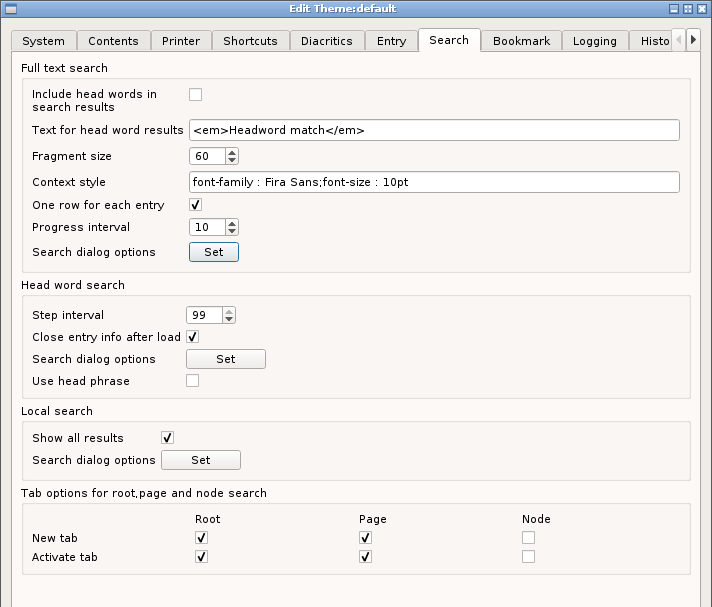 Edit Theme:default
System Contents Printer Shortcuts Diacritics Entry Search Bookmark Logging Histo
Full text search
Include head words in
search results
Text for head word results <em>Headword match</em>
Fragment size 60
Context style font-family : Fira Sans;font-size : 10pt
One row for each entry
Progress interval 10
Search dialog options Set
Head word search
Step interval 99
Close entry info after load
Search dialog options Set
Use head phrase
Local search
Show all results
Search dialog options Set
Tab options for root,page and node search
Root Page Node
New tab
Activate tab